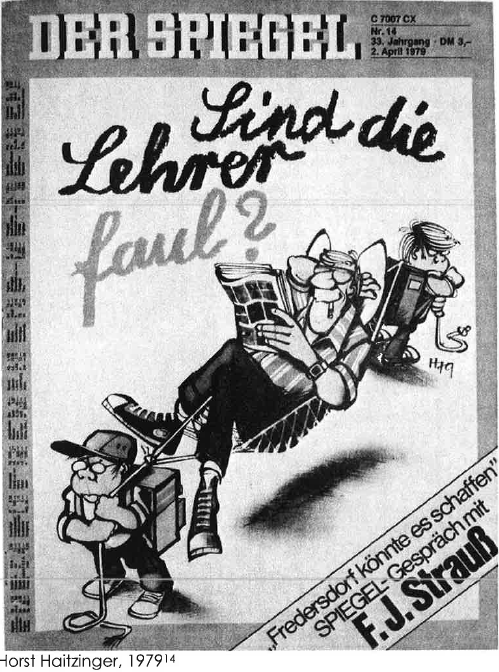 DER SPIEGEL
C 7007 CX
Nr. 14
33. Jahrgang · DM 3,–
2. April 1979
Sind die
Lehrer
faul?
H79
„Fredersdorf könnte es schaffen"
SPIEGEL-Gespräch mit
F. J. Strauß
Horst Haitzinger, 1979¹⁴